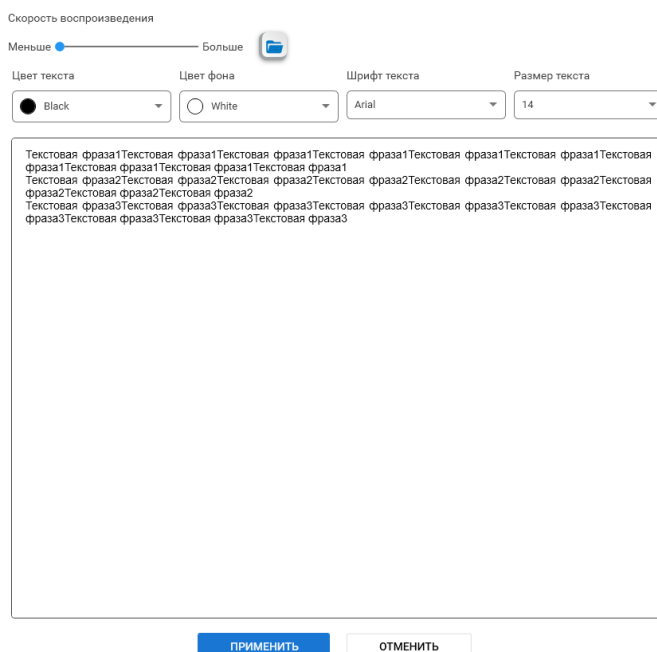 Скорость воспроизведения
Меньше Больше
Цвет текста Цвет фона Шрифт текста Размер текста
Black White Arial 14
Текстовая фраза1Текстовая фраза1Текстовая фраза1Текстовая фраза1Текстовая фраза1Текстовая фраза1Текстовая
фраза1Текстовая фраза1Текстовая фраза1Текстовая фраза1
Текстовая фраза2Текстовая фраза2Текстовая фраза2Текстовая фраза2Текстовая фраза2Текстовая фраза2Текстовая
фраза2Текстовая фраза2Текстовая фраза2
Текстовая фраза3Текстовая фраза3Текстовая фраза3Текстовая фраза3Текстовая фраза3Текстовая фраза3Текстовая
фраза3Текстовая фраза3Текстовая фраза3Текстовая фраза3
ПРИМЕНИТЬ ОТМЕНИТЬ